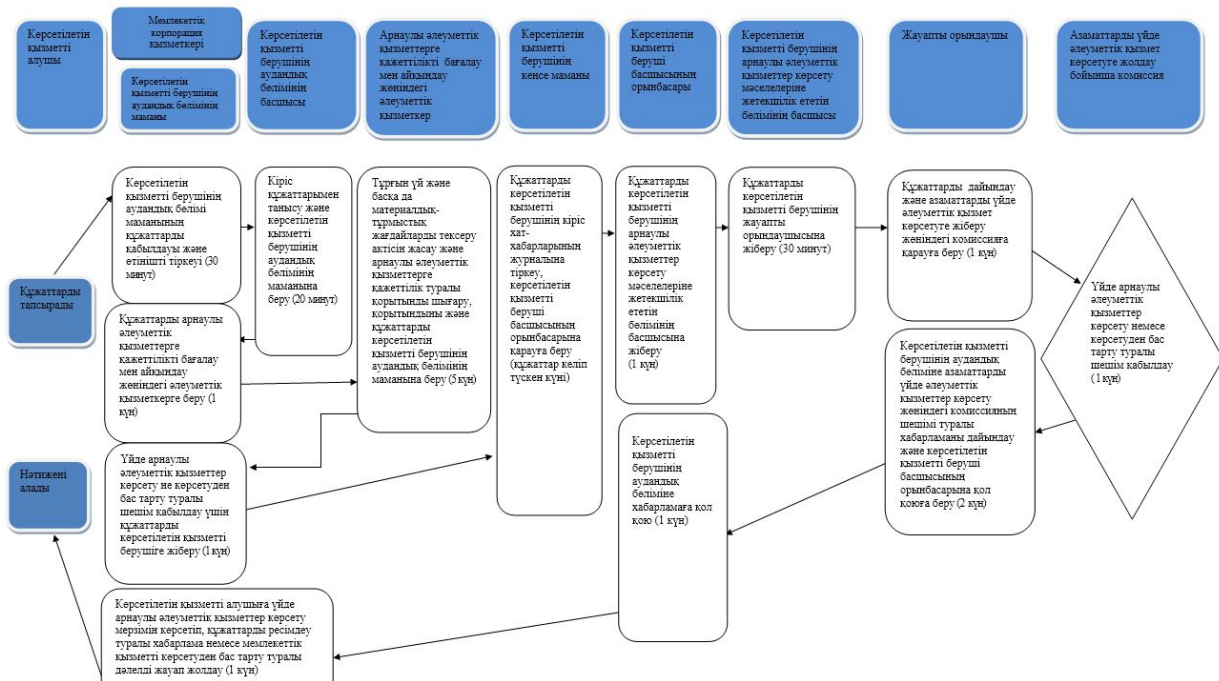 Көрсетілетін
қызметті
алушы
Мемлекеттік
корпорация
қызметкері
Көрсетілетін
қызметті берушінің
аудандық бөлімінің
маманы
Көрсетілетін
қызметті
берушінің
аудандық
бөлімінің
басшысы
Арнаулы әлеуметтік
қызметтерге
қажеттілікті бағалау
мен айқындау
жөніндегі
әлеуметтік
қызметкер
Көрсетілетін
қызметті
берушінің
кенсе маманы
Көрсетілетін
қызметті
беруші
басшысының
орынбасары
Көрсетілетін
қызметті берушінің
арнаулы әлеуметтік
қызметтер көрсету
мәселелеріне
жетекшілік ететін
бөлімінің басшысы
Жауапты орындаушы
Азаматтарды үйде
әлеуметтік қызмет
көрсетуге жолдау
бойынша комиссия
Құжаттарды
тапсырады
Көрсетілетін
қызметті берушінің
аудандық бөлімі
маманының
құжаттарды
қабылдауы және
өтінішті тіркеуі (30
минут)
Кіріс
құжаттарымен
танысу және
көрсетілетін
қызметті
берушінің
аудандық
бөлімінің
маманына
беру (20 минут)
Тұрғын үй және
басқа да
материалдық-
тұрмыстық
жағдайларды тексеру
актісін жасау және
арнаулы әлеуметтік
қызметтерге
қажеттілік туралы
қорытынды шығару,
қорытындыны және
құжаттарды
көрсетілетін
қызметті берушінің
аудандық бөлімінің
маманына беру (5 күн)
Құжаттарды
көрсетілетін
қызметті
берушінің кіріс
хат-
хабарларының
журналына
тіркеу,
көрсетілетін
қызметті
беруші
басшысының
орынбасарына
қарауға беру
(құжаттар келіп
түскен күні)
Құжаттарды
көрсетілетін
қызметті
берушінің
арнаулы
әлеуметтік
қызметтер
көрсету
мәселелеріне
жетекшілік
ететін
бөлімінің
басшысына
жіберу
(1 күн)
Құжаттарды
көрсетілетін
қызметті берушінің
жауапты
орындаушысына
жіберу (30 минут)
Құжаттарды дайындау
және азаматтарды үйде
әлеуметтік қызмет
көрсетуге жіберу
жөніндегі комиссияға
қарауға беру (1 күн)
Үйде арнаулы
әлеуметтік
қызметтер
көрсету немесе
көрсетуден бас
тарту туралы
шешім қабылдау
(1 күн)
Құжаттарды арнаулы
әлеуметтік
қызметтерге
қажеттілікті бағалау
мен айқындау
жөніндегі әлеуметтік
қызметкерге беру (1
күн)
Көрсетілетін қызметті
берушінің аудандық
бөліміне азаматтарды
үйде әлеуметтік
қызметтер көрсету
жөніндегі комиссияның
шешімі туралы
хабарламаны дайындау
және көрсетілетін
қызметті беруші
басшысының
орынбасарына қол
қоюға беру (2 күн)
Көрсетілетін
қызметті
берушінің
аудандық
бөліміне
хабарламаға қол
қою (1 күн)
Үйде арнаулы
әлеуметтік қызметтер
көрсету не көрсетуден
бас тарту туралы
шешім қабылдау үшін
құжаттарды
көрсетілетін қызметті
берушіге жіберу (1 күн)
Нәтижені
алады
Көрсетілетін қызметті алушыға үйде
арнаулы әлеуметтік қызметтер көрсету
мерзімін көрсетіп, құжаттарды ресімдеу
туралы хабарлама немесе мемлекеттік
қызметті көрсетуден бас тарту туралы
дәлелді жауап жолдау (1 күн)